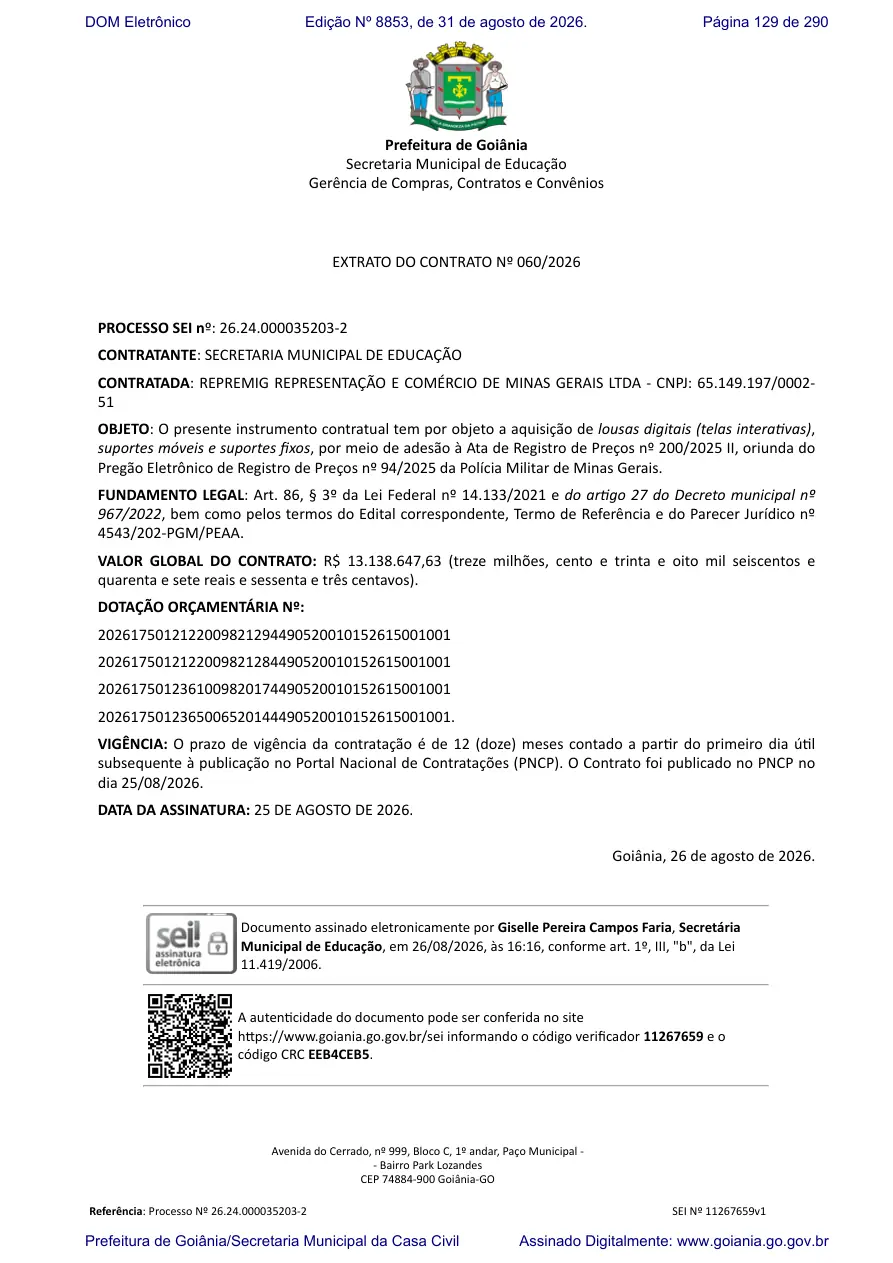 DOM Eletrônico Edição Nº 8853, de 31 de agosto de 2026. Página 129 de 290
Prefeitura de Goiânia
Secretaria Municipal de Educação
Gerência de Compras, Contratos e Convênios
EXTRATO DO CONTRATO Nº 060/2026
PROCESSO SEI nº: 26.24.000035203-2
CONTRATANTE: SECRETARIA MUNICIPAL DE EDUCAÇÃO
CONTRATADA: REPREMIG REPRESENTAÇÃO E COMÉRCIO DE MINAS GERAIS LTDA - CNPJ: 65.149.197/0002-
51
OBJETO: O presente instrumento contratual tem por objeto a aquisição de lousas digitais (telas interativas),
suportes móveis e suportes fixos, por meio de adesão à Ata de Registro de Preços nº 200/2025 II, oriunda do
Pregão Eletrônico de Registro de Preços nº 94/2025 da Polícia Militar de Minas Gerais.
FUNDAMENTO LEGAL: Art. 86, § 3º da Lei Federal nº 14.133/2021 e do artigo 27 do Decreto municipal nº
967/2022, bem como pelos termos do Edital correspondente, Termo de Referência e do Parecer Jurídico nº
4543/202-PGM/PEAA.
VALOR GLOBAL DO CONTRATO: R$ 13.138.647,63 (treze milhões, cento e trinta e oito mil seiscentos e
quarenta e sete reais e sessenta e três centavos).
DOTAÇÃO ORÇAMENTÁRIA Nº:
2026175012122009821294490520010152615001001
2026175012122009821284490520010152615001001
2026175012361009820174490520010152615001001
2026175012365006520144490520010152615001001.
VIGÊNCIA: O prazo de vigência da contratação é de 12 (doze) meses contado a partir do primeiro dia útil
subsequente à publicação no Portal Nacional de Contratações (PNCP). O Contrato foi publicado no PNCP no
dia 25/08/2026.
DATA DA ASSINATURA: 25 DE AGOSTO DE 2026.
Goiânia, 26 de agosto de 2026.
sei!
assinatura
eletrônica
Documento assinado eletronicamente por Giselle Pereira Campos Faria, Secretária
Municipal de Educação, em 26/08/2026, às 16:16, conforme art. 1º, III, "b", da Lei
11.419/2006.
A autenticidade do documento pode ser conferida no site
https://www.goiania.go.gov.br/sei informando o código verificador 11267659 e o
código CRC EEB4CEB5.
Avenida do Cerrado, nº 999, Bloco C, 1º andar, Paço Municipal -
- Bairro Park Lozandes
CEP 74884-900 Goiânia-GO
Referência: Processo Nº 26.24.000035203-2 SEI Nº 11267659v1
Prefeitura de Goiânia/Secretaria Municipal da Casa Civil Assinado Digitalmente: www.goiania.go.gov.br